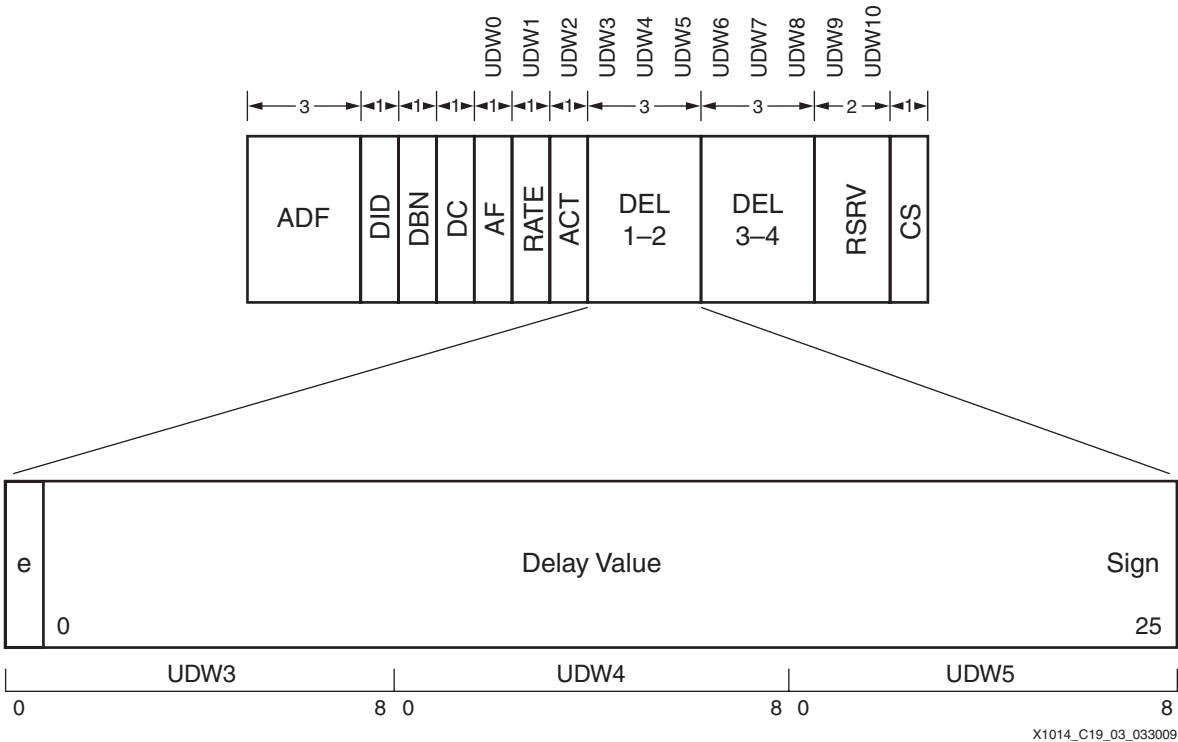 UDW0 UDW1 UDW2 UDW3 UDW4 UDW5 UDW6 UDW7 UDW8 UDW9 UDW10
3 1 1 1 1 1 1 3 3 2 1
ADF DID DBN DC AF RATE ACT DEL 1–2 DEL 3–4 RSRV CS
e Delay Value Sign
0 25
UDW3 UDW4 UDW5
0 8 0 8 0 8
X1014_C19_03_033009